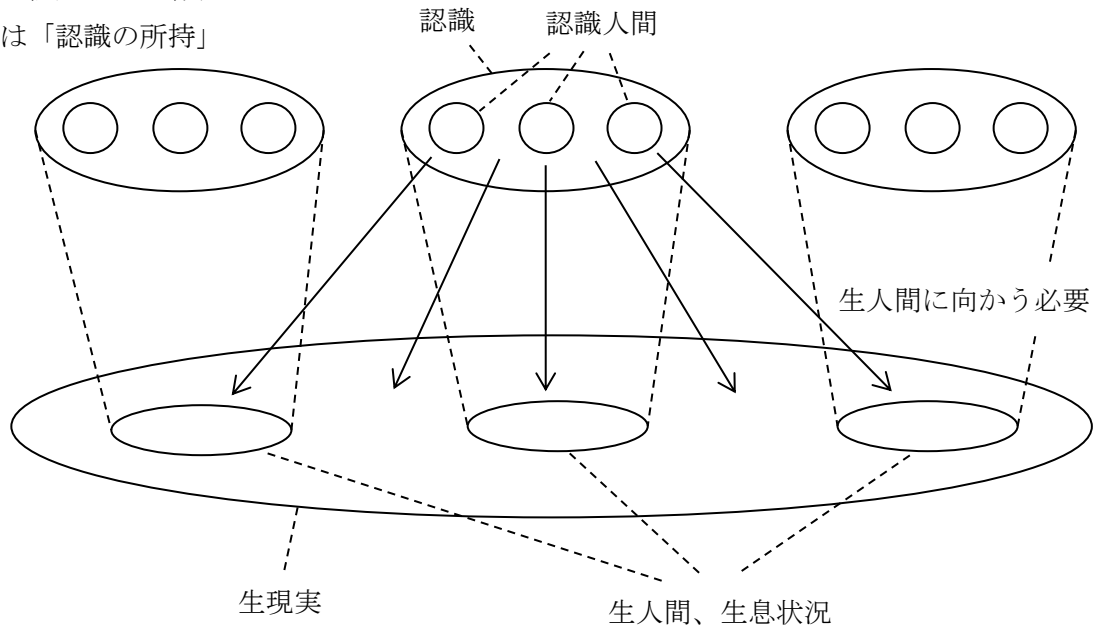 は「認識の所持」
認識
認識人間
生人間に向かう必要
生現実
生人間、生息状況